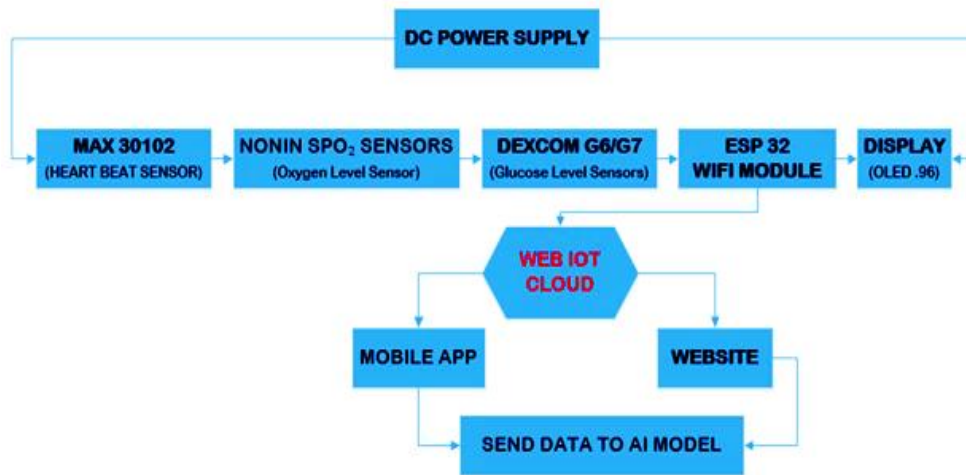 DC POWER SUPPLY
MAX 30102
(HEART BEAT SENSOR)
NONIN SPO₂ SENSORS
(Oxygen Level Sensor)
DEXCOM G6/G7
(Glucose Level Sensors)
ESP 32
WIFI MODULE
DISPLAY
(OLED .96)
WEB IOT
CLOUD
MOBILE APP
WEBSITE
SEND DATA TO AI MODEL